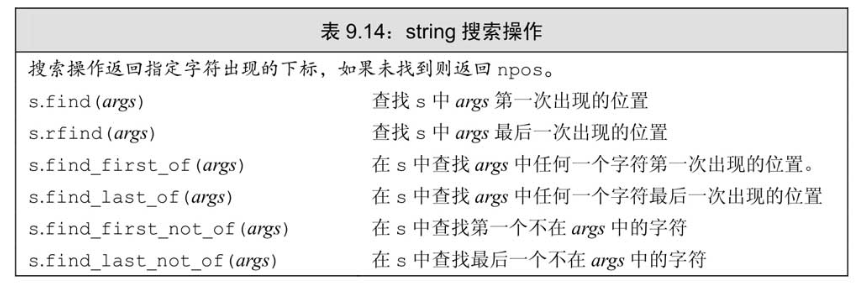 表 9.14：string 搜索操作
搜索操作返回指定字符出现的下标，如果未找到则返回 npos。
s.find(args) 查找 s 中 args 第一次出现的位置
s.rfind(args) 查找 s 中 args 最后一次出现的位置
s.find_first_of(args) 在 s 中查找 args 中任何一个字符第一次出现的位置。
s.find_last_of(args) 在 s 中查找 args 中任何一个字符最后一次出现的位置
s.find_first_not_of(args) 在 s 中查找第一个不在 args 中的字符
s.find_last_not_of(args) 在 s 中查找最后一个不在 args 中的字符